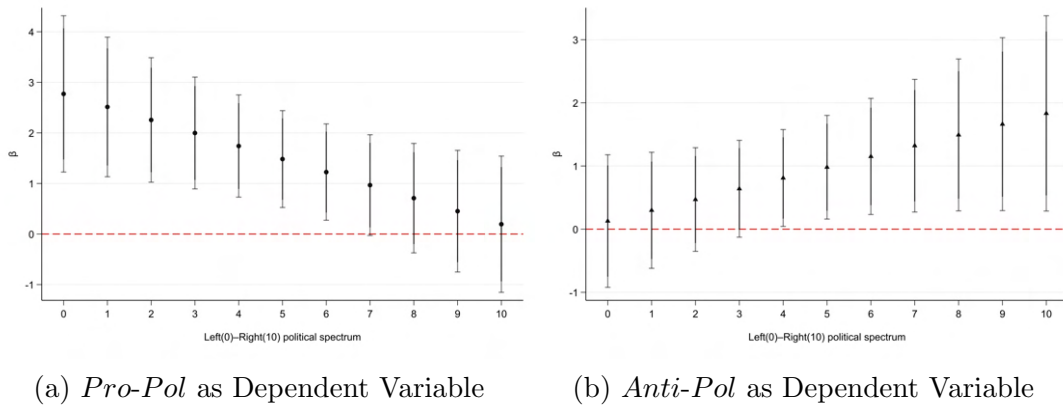 4
3
2
1
0
-1
β
0 1 2 3 4 5 6 7 8 9 10
Left(0)–Right(10) political spectrum
(a) Pro-Pol as Dependent Variable
3
2
1
0
-1
β
0 1 2 3 4 5 6 7 8 9 10
Left(0)–Right(10) political spectrum
(b) Anti-Pol as Dependent Variable